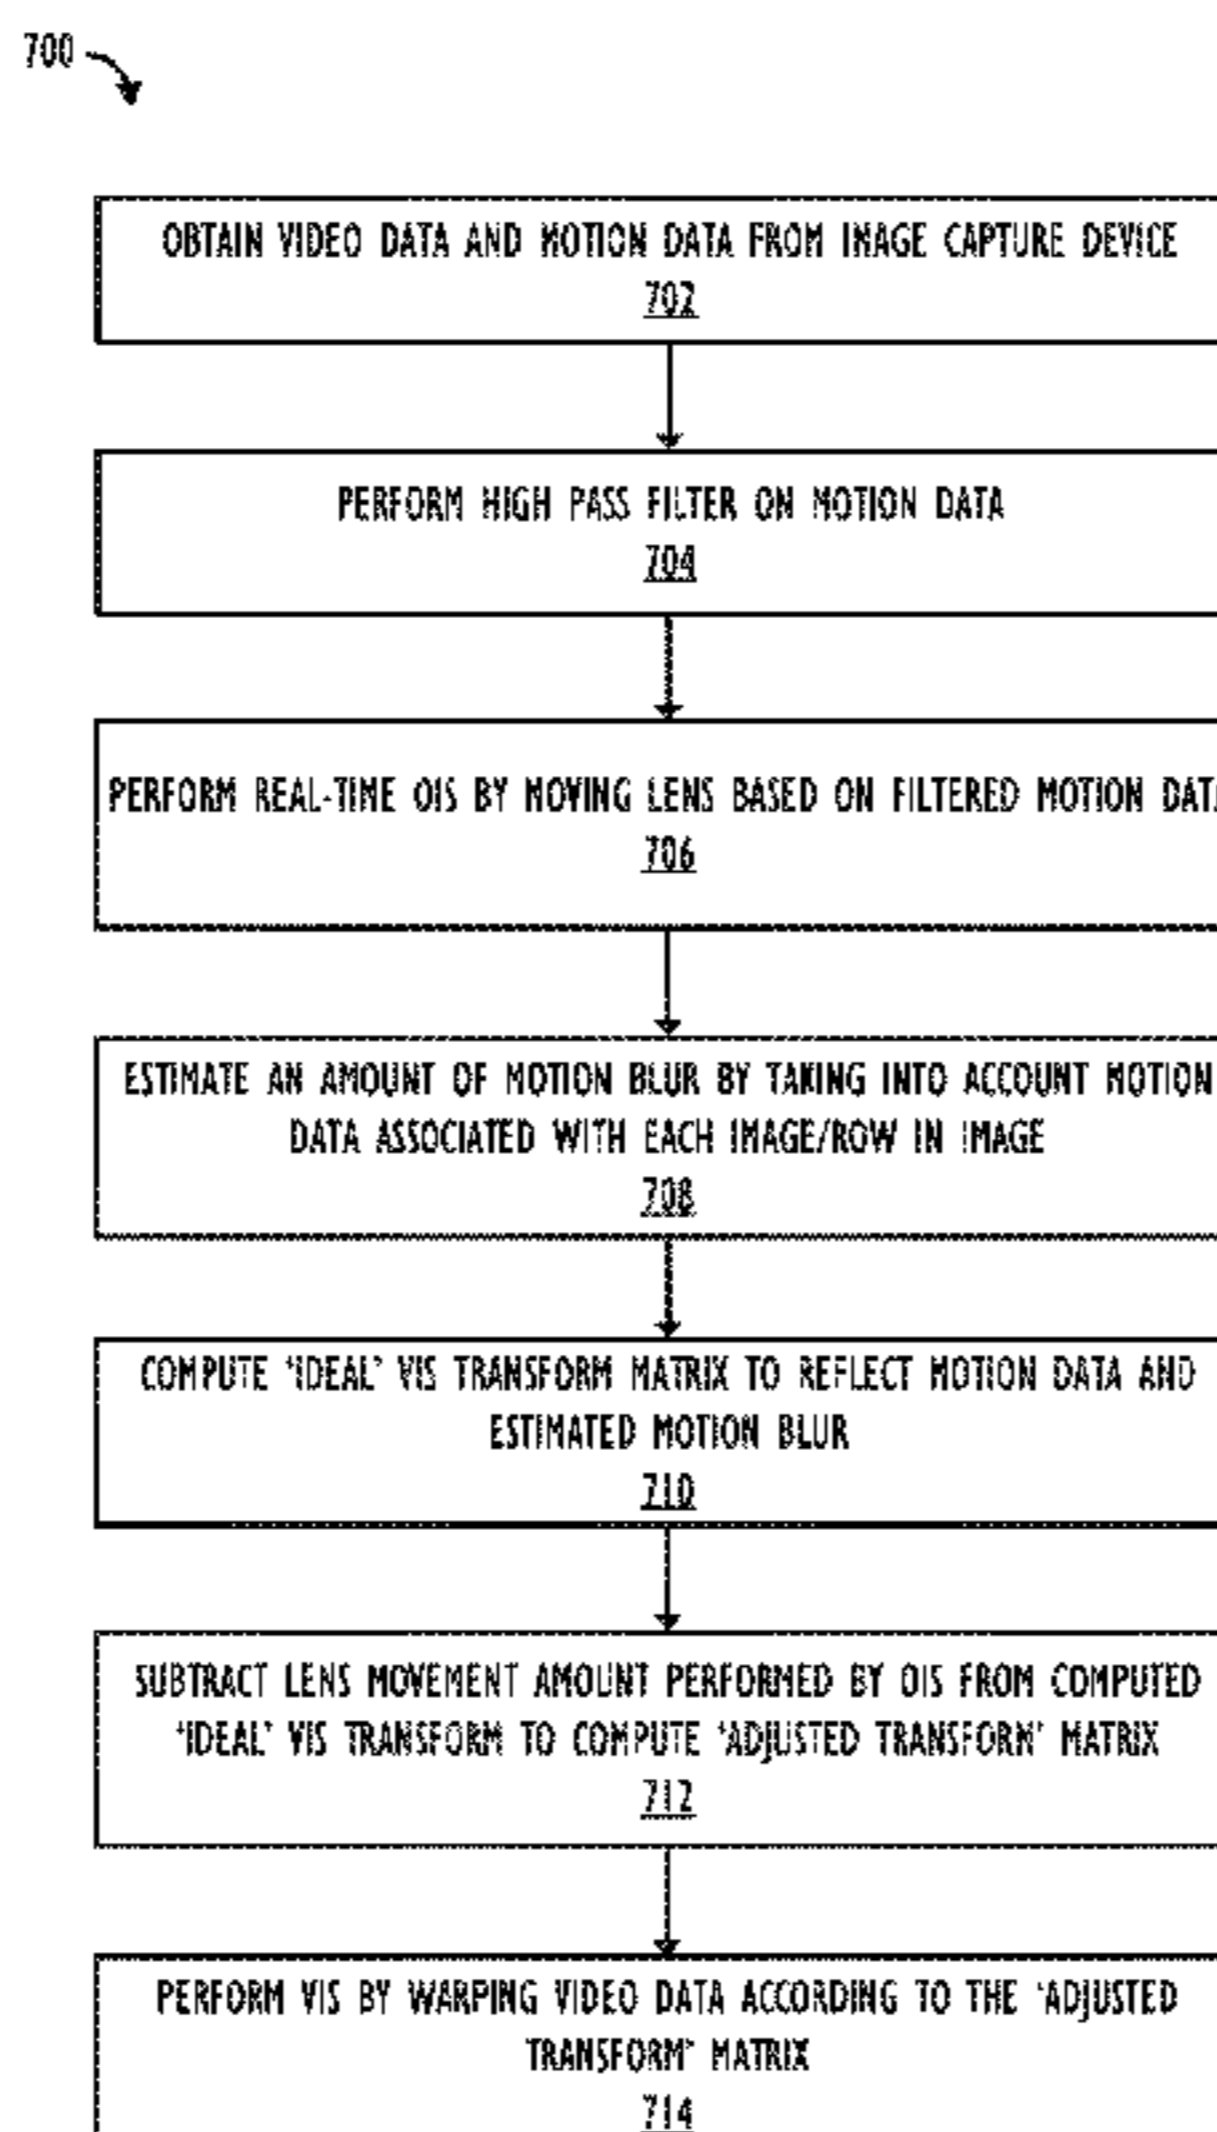 700
OBTAIN VIDEO DATA AND MOTION DATA FROM IMAGE CAPTURE DEVICE
702
PERFORM HIGH PASS FILTER ON MOTION DATA
704
PERFORM REAL-TIME OIS BY MOVING LENS BASED ON FILTERED MOTION
706
ESTIMATE AN AMOUNT OF MOTION BLUR BY TAKING INTO ACCOUNT MOTION
DATA ASSOCIATED WITH EACH IMAGE/ROW IN IMAGE
708
COMPUTE 'IDEAL' VIS TRANSFORM MATRIX TO REFLECT MOTION DATA AND
ESTIMATED MOTION BLUR
710
SUBTRACT LENS MOVEMENT AMOUNT PERFORMED BY OIS FROM COMPUTED
'IDEAL' VIS TRANSFORM TO COMPUTE 'ADJUSTED TRANSFORM' MATRIX
712
PERFORM VIS BY WARPING VIDEO DATA ACCORDING TO THE 'ADJUSTED
TRANSFORM' MATRIX
714